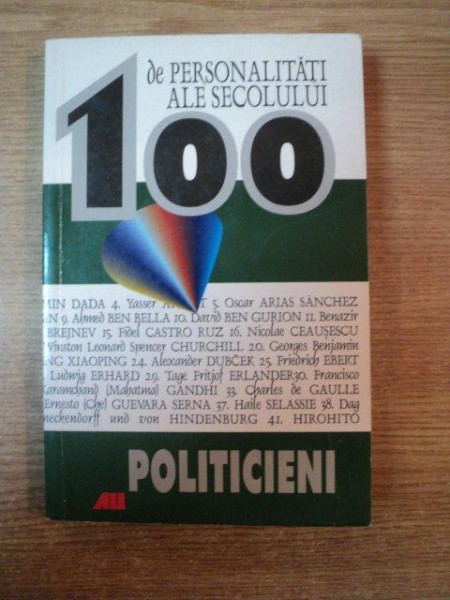 de PERSONALITĂŢI
ALE SECOLULUI
100
MIN DADA 4. Yasser T 5. Oscar ARIAS SÁNCHEZ
9. Ahmed BEN BELLA 10. David BEN GURION 11. Benazir
BREJNEV 15. Fidel CASTRO RUZ 16. Nicolae CEAUŞESCU
Winston Leonard Spencer CHURCHILL 20. Georges Benjamin
NG XIAOPING 24. Alexander DUBČEK 25. Friedrich EBERT
Ludwig ERHARD 29. Tage Fritjof ERLANDER 30. Francisco
Karamchand (Mahatma) GANDHI 33. Charles de GAULLE
Ernesto (Che) GUEVARA SERNA 37. Haile SELASSIE 38. Dag
neckendorff und von HINDENBURG 41. HIROHITO
POLITICIENI
ALL